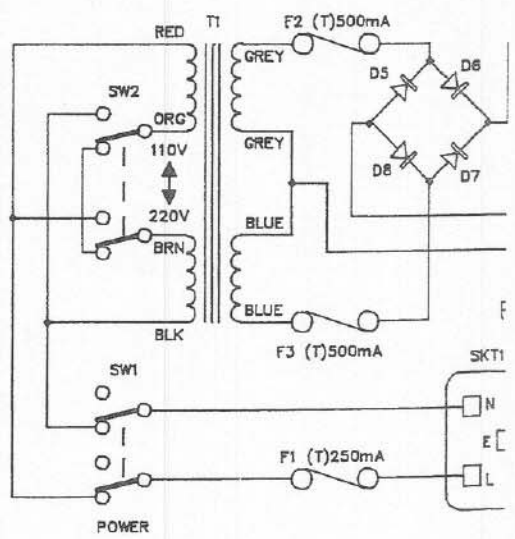 T1
F2 (T)500mA
RED
GREY
D5
D6
SW2
ORG
110V
GREY
D8
D7
220V
BLUE
BRN
BLUE
BLK
F3 (T)500mA
SW1
SKT1
N
E
F1 (T)250mA
L
POWER